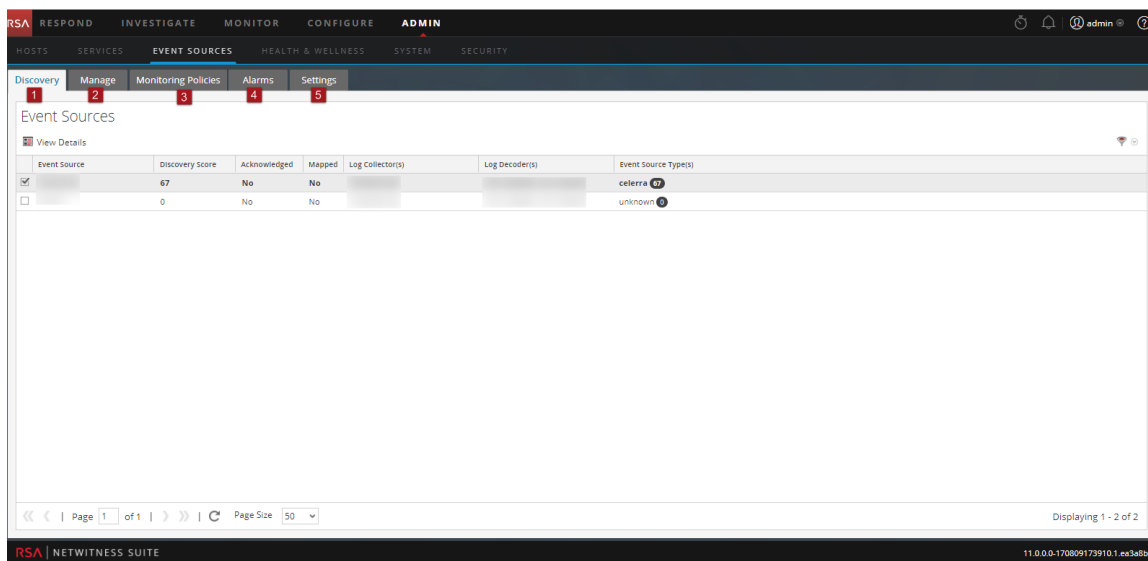 RSA RESPOND INVESTIGATE MONITOR CONFIGURE ADMIN admin
HOSTS SERVICES EVENT SOURCES HEALTH & WELLNESS SYSTEM SECURITY
Discovery Manage Monitoring Policies Alarms Settings
1 2 3 4 5
Event Sources
View Details
Event Source Discovery Score Acknowledged Mapped Log Collector(s) Log Decoder(s) Event Source Type(s)
67 No No celerra 67
0 No No unknown 0
Page 1 of 1 Page Size 50 Displaying 1 - 2 of 2
RSA NETWITNESS SUITE 11.0.0.0-170809173910.1.ea3a8b